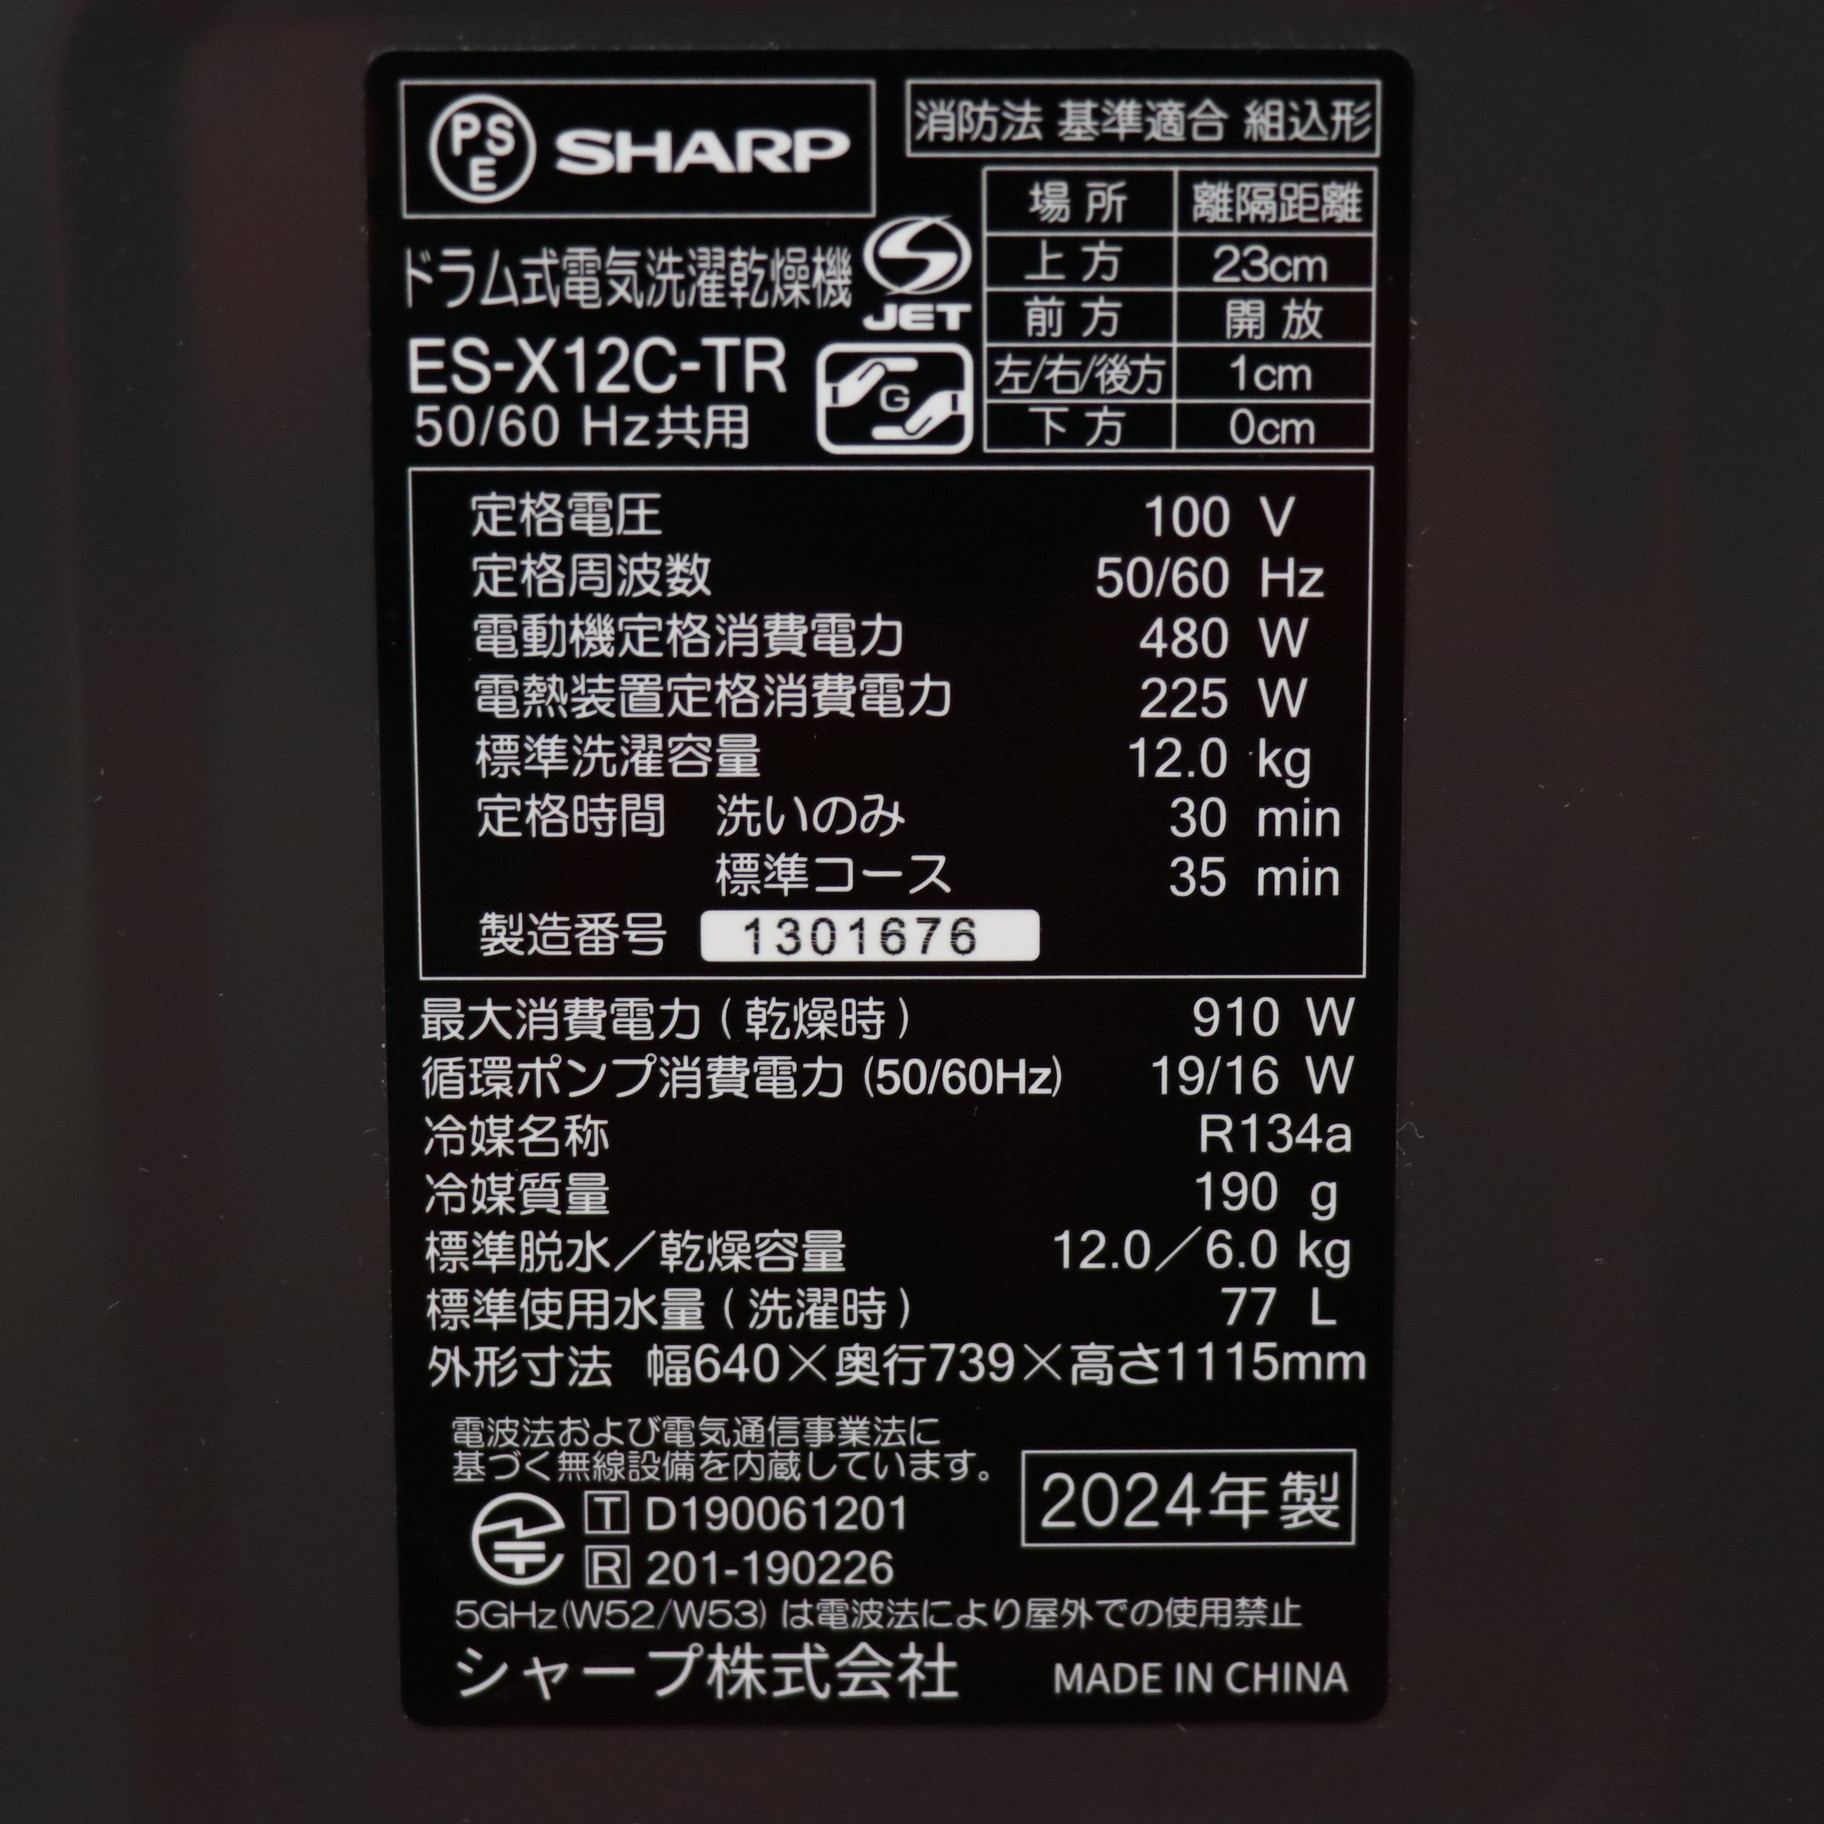 PSE SHARP
消防法 基準適合 組込形
場所 離隔距離
上方 23cm
前方 開放
左/右/後方 1cm
下方 0cm
ドラム式電気洗濯乾燥機
S JET
ES-X12C-TR
G
50/60 Hz共用
定格電圧 100 V
定格周波数 50/60 Hz
電動機定格消費電力 480 W
電熱装置定格消費電力 225 W
標準洗濯容量 12.0 kg
定格時間 洗いのみ 30 min
標準コース 35 min
製造番号 1301676
最大消費電力(乾燥時) 910 W
循環ポンプ消費電力(50/60Hz) 19/16 W
冷媒名称 R134a
冷媒質量 190 g
標準脱水/乾燥容量 12.0/6.0 kg
標準使用水量(洗濯時) 77 L
外形寸法 幅640×奥行739×高さ1115mm
電波法および電気通信事業法に
基づく無線設備を内蔵しています。
T D190061201
R 201-190226
2024年製
5GHz(W52/W53)は電波法により屋外での使用禁止
シャープ株式会社 MADE IN CHINA